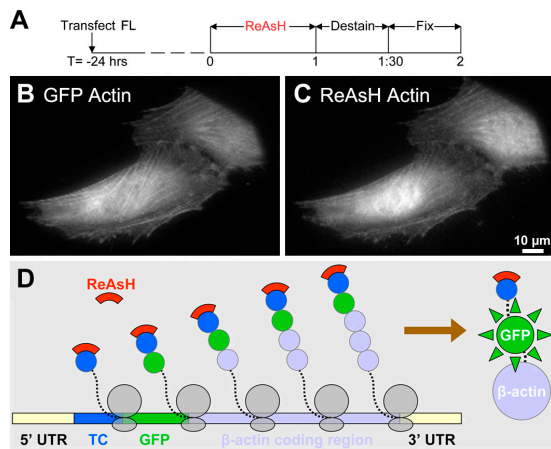 A
Transfect FL
ReAsH
Destain
Fix
T= -24 hrs
0
1
1:30
2
B GFP Actin
C ReAsH Actin
10 µm
D
ReAsH
GFP
β-actin
5’ UTR
TC
GFP
β-actin coding region
3’ UTR